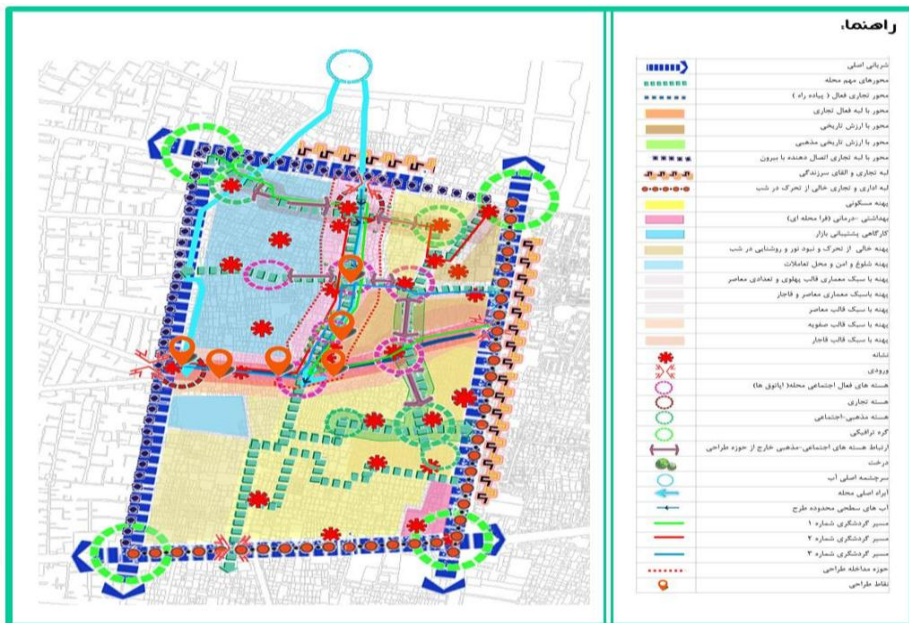 راهنما:
شریانی اصلی
محورهای مهم محله
محور تجاری فعال ( پیاده راه )
محور با لبه فعال تجاری
محور با ارزش تاریخی
محور با ارزش تاریخی مذهبی
محور با لبه تجاری اتصال دهنده با بیرون
لبه تجاری و القای سرزندگی
لبه اداری و تجاری خالی از تحرک در شب
پهنه مسکونی
بهداشتی -درمانی (فرا محله ای)
کارگاهی پشتیبانی بازار
پهنه خالی از تحرک و نبود نور و روشنایی در شب
پهنه شلوغ و امن و محل تعاملات
پهنه با سبک معماری قالب پهلوی و تعدادی معاصر
پهنه باسبک معماری معاصر و قاجار
پهنه با سبک قالب معاصر
پهنه با سبک قالب صفویه
پهنه با سبک قالب قاجار
نشانه
ورودی
هسته های فعال اجتماعی محله( )پاتوق ها)
هسته تجاری
هسته مذهبی-اجتماعی
گره ترافیکی
ارتباط هسته های اجتماعی-مذهبی خارج از حوزه طراحی
درخت
سرچشمه اصلی آب
آبراه اصلی محله
آب های سطحی محدوده طرح
مسیر گردشگری شماره ۱
مسیر گردشگری شماره ۲
مسیر گردشگری شماره ۳
حوزه مداخله طراحی
نقاط طراحی